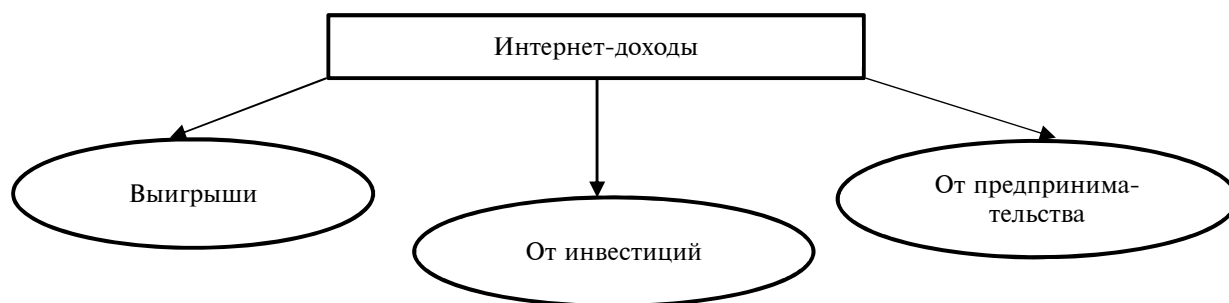 Интернет-доходы
Выигрыши
От инвестиций
От предпринима-
тельства